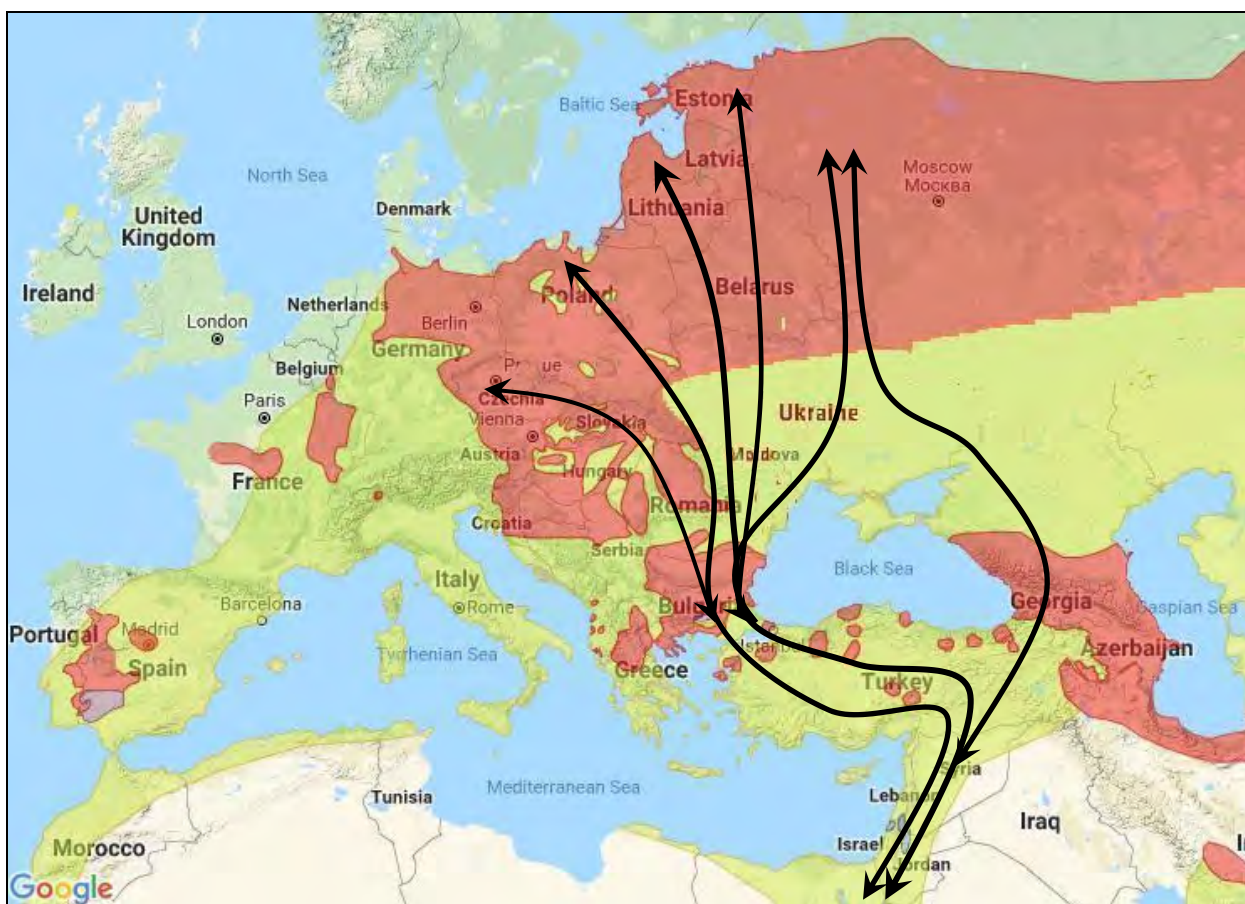 Baltic Sea
Estonia
Latvia
Moscow
Москва
Lithuania
North Sea
Denmark
United
Kingdom
Ireland
Belarus
Netherlands
Poland
London
Berlin
Germany
Belgium
Paris
Czechia
Vienna
Slovakia
Ukraine
Moldova
Austria
Hungary
France
Romania
Croatia
Serbia
Italy
Black Sea
Georgia
Caspian Sea
Barcelona
Rome
Bulgaria
Portugal
Madrid
Istanbul
Azerbaijan
Tyrrhenian Sea
Spain
Greece
Turkey
Syria
Mediterranean Sea
Tunisia
Lebanon
Iraq
Israel
Morocco
Jordan
Google